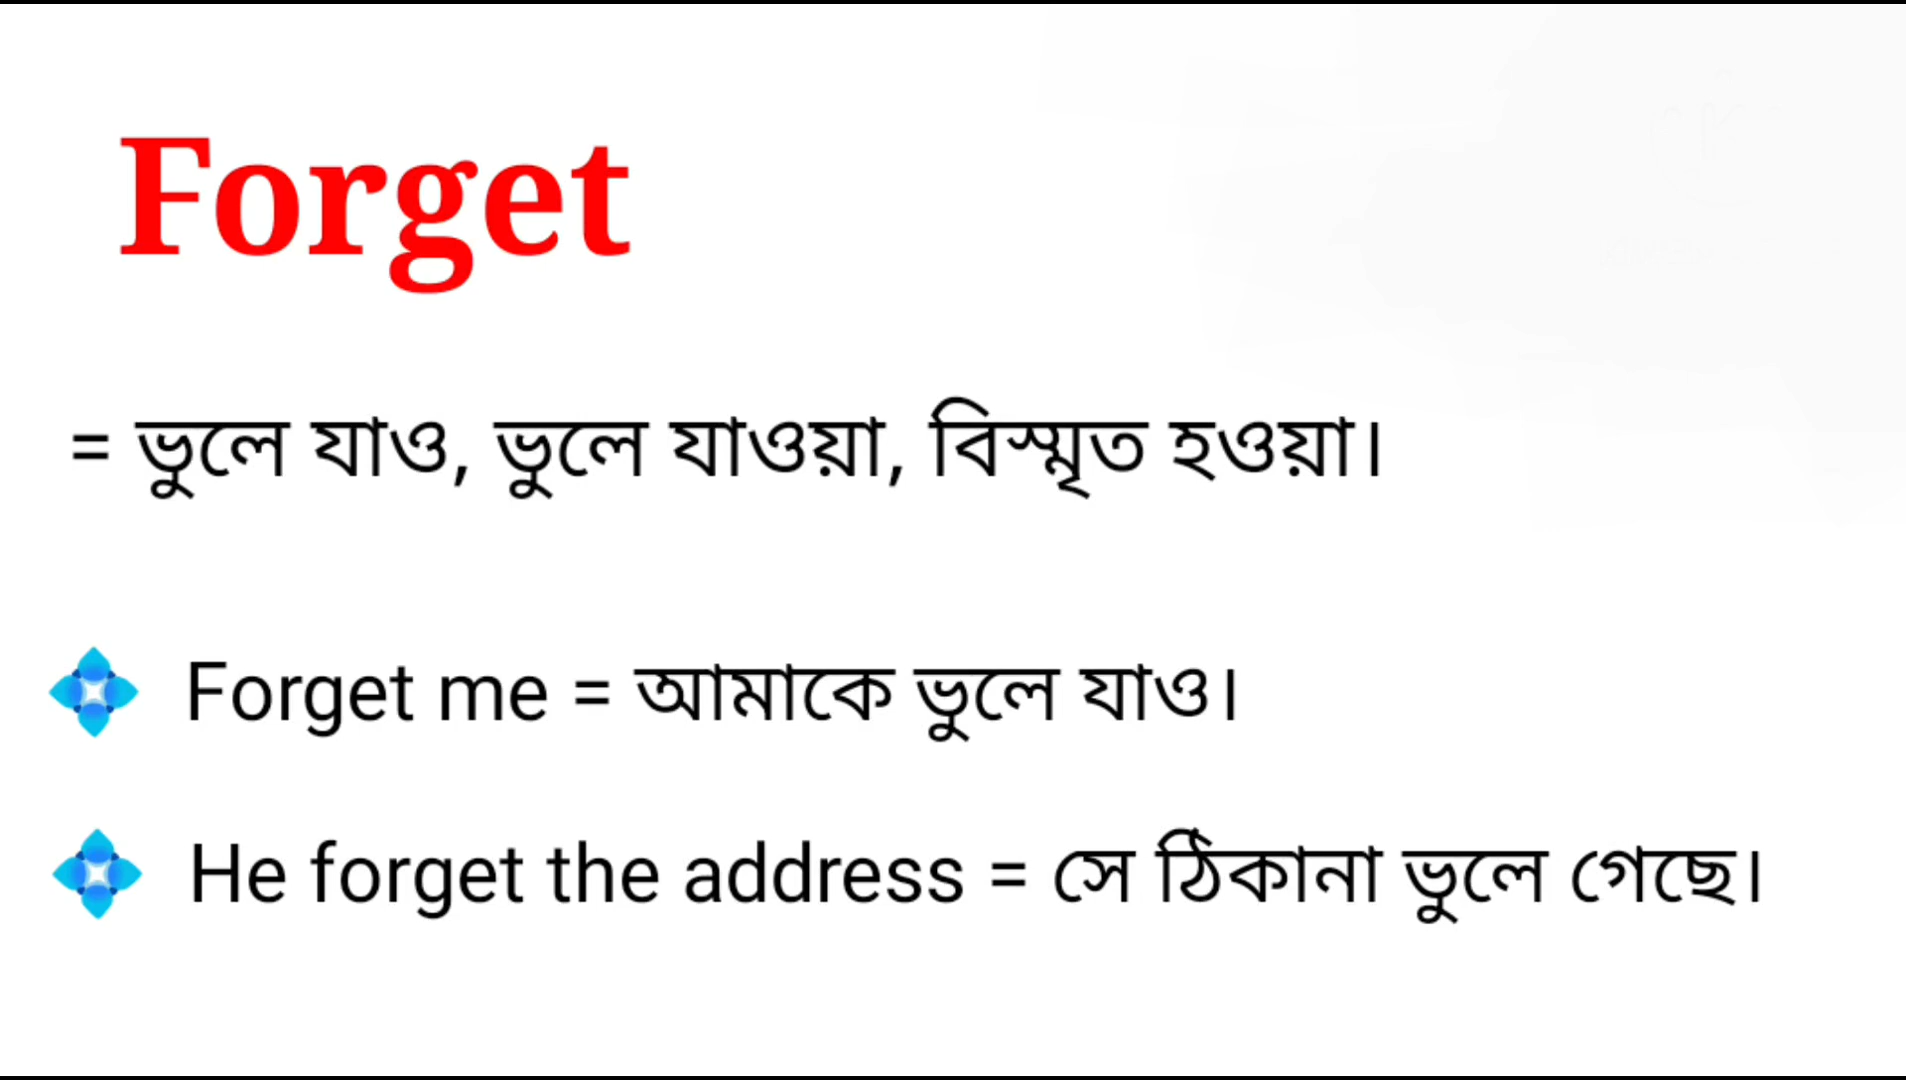 Forget
= ভুলে যাও, ভুলে যাওয়া, বিস্মৃত হওয়া।
Forget me = আমাকে ভুলে যাও।
He forget the address = সে ঠিকানা ভুলে গেছে।